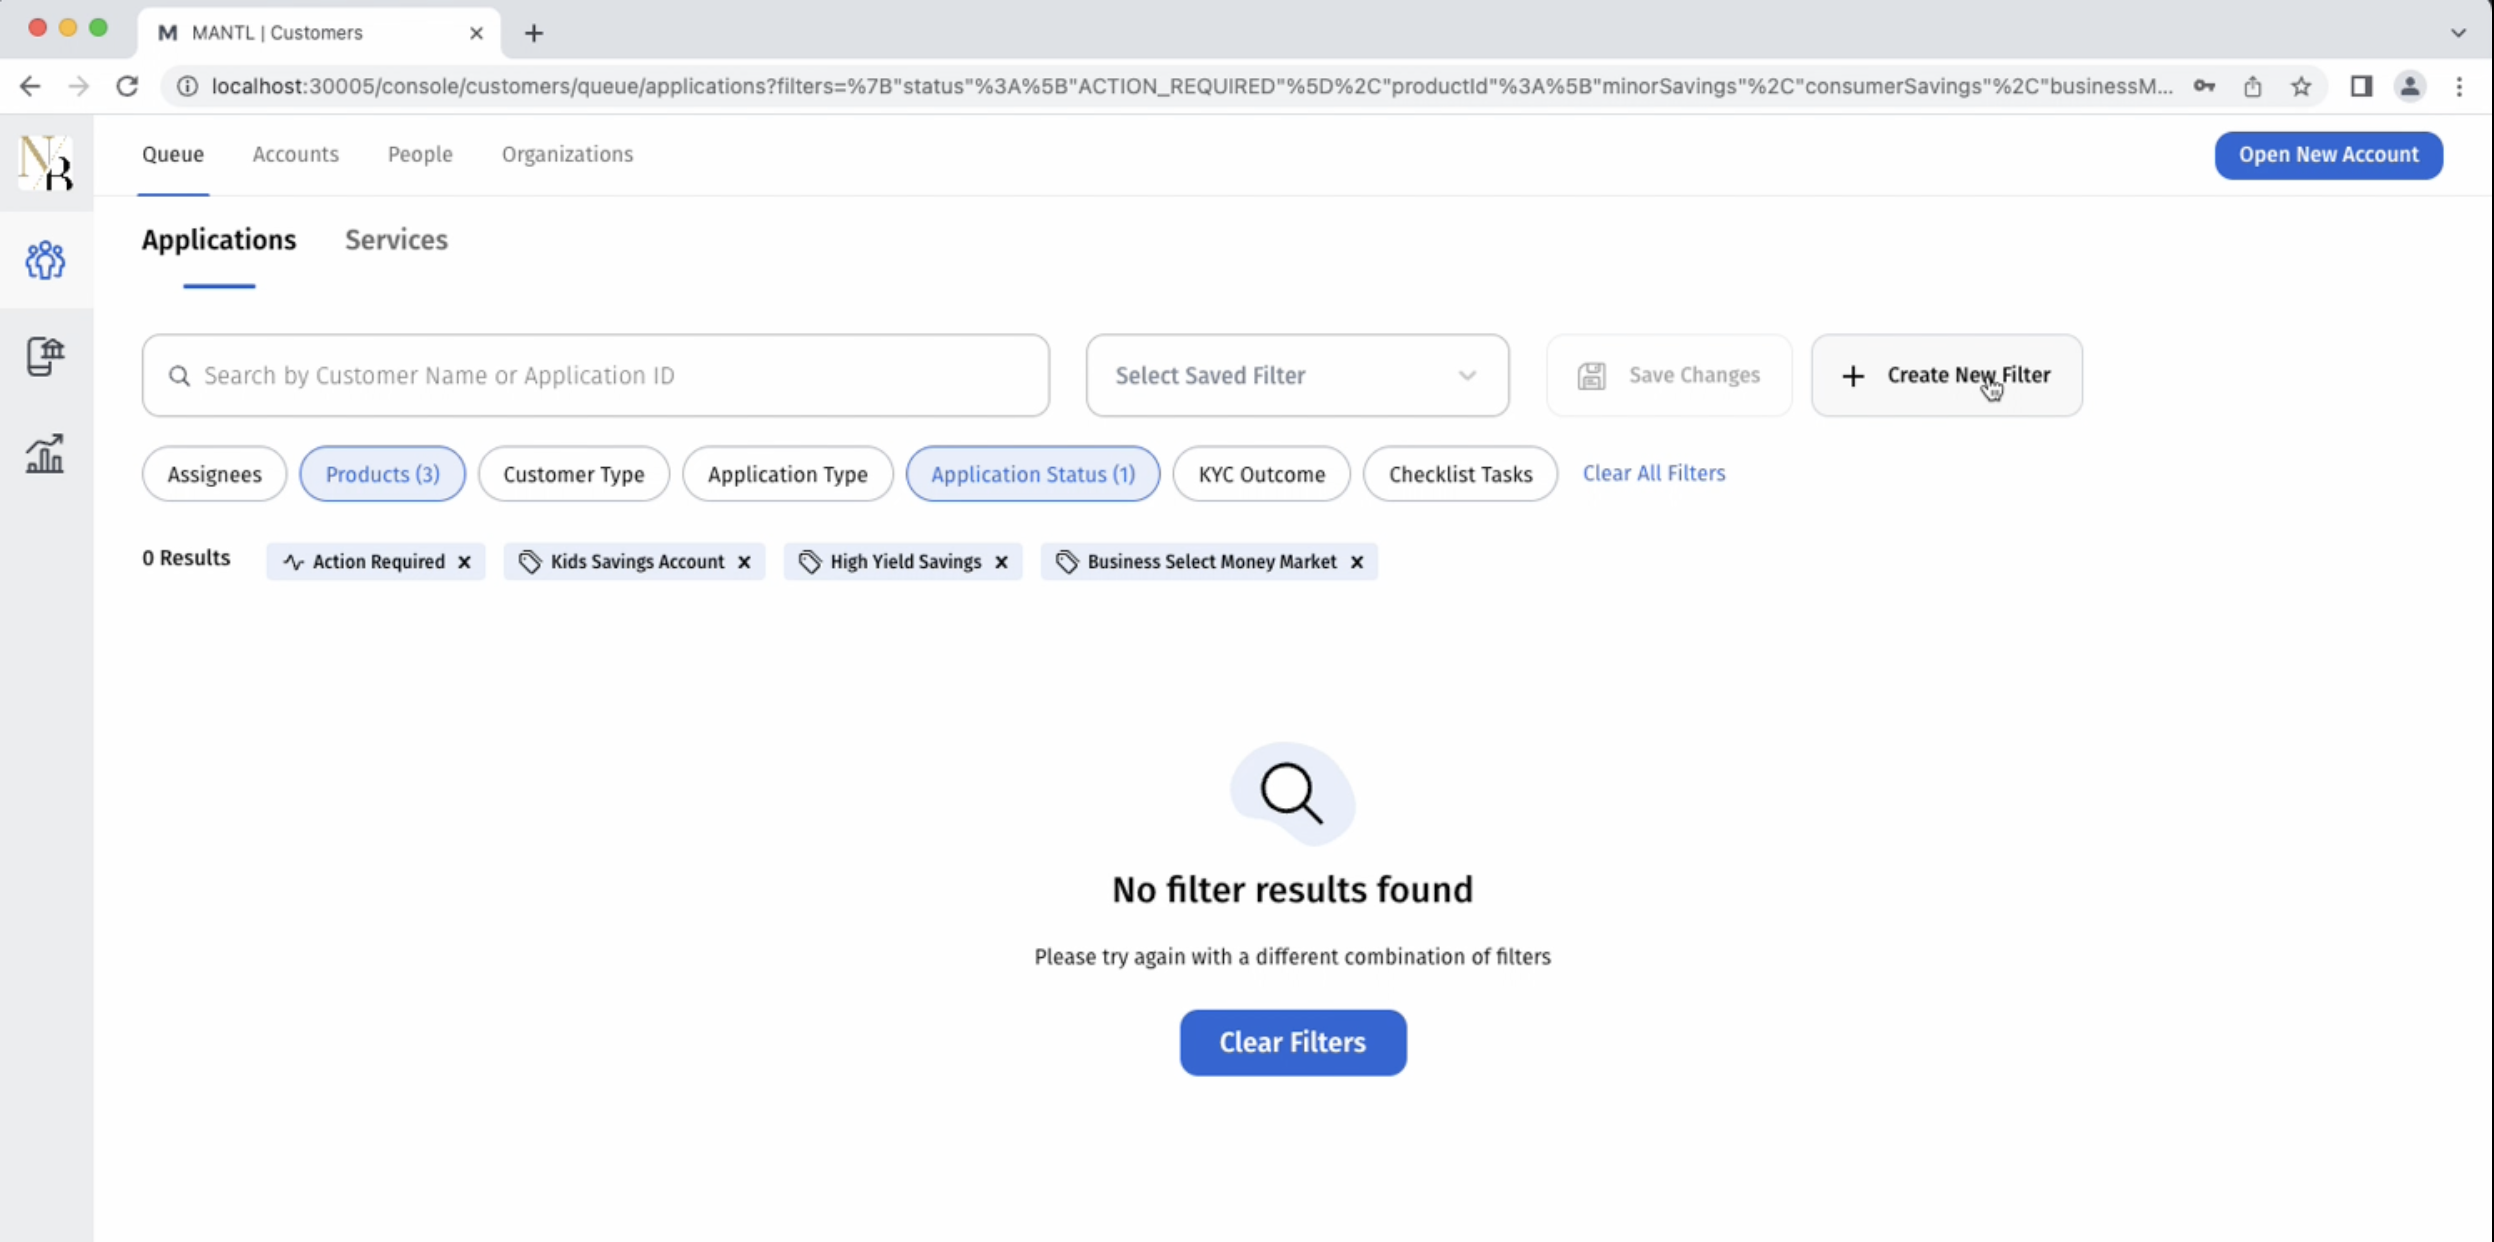 M MANTL | Customers
localhost:30005/console/customers/queue/applications?filters=%7B"status"%3A%5B"ACTION_REQUIRED"%5D%2C"productId"%3A%5B"minorSavings"%2C"consumerSavings"%2C"businessM...
NB
Queue Accounts People Organizations Open New Account
Applications Services
Search by Customer Name or Application ID Select Saved Filter Save Changes + Create New Filter
Assignees Products (3) Customer Type Application Type Application Status (1) KYC Outcome Checklist Tasks Clear All Filters
0 Results Action Required Kids Savings Account High Yield Savings Business Select Money Market
No filter results found
Please try again with a different combination of filters
Clear Filters